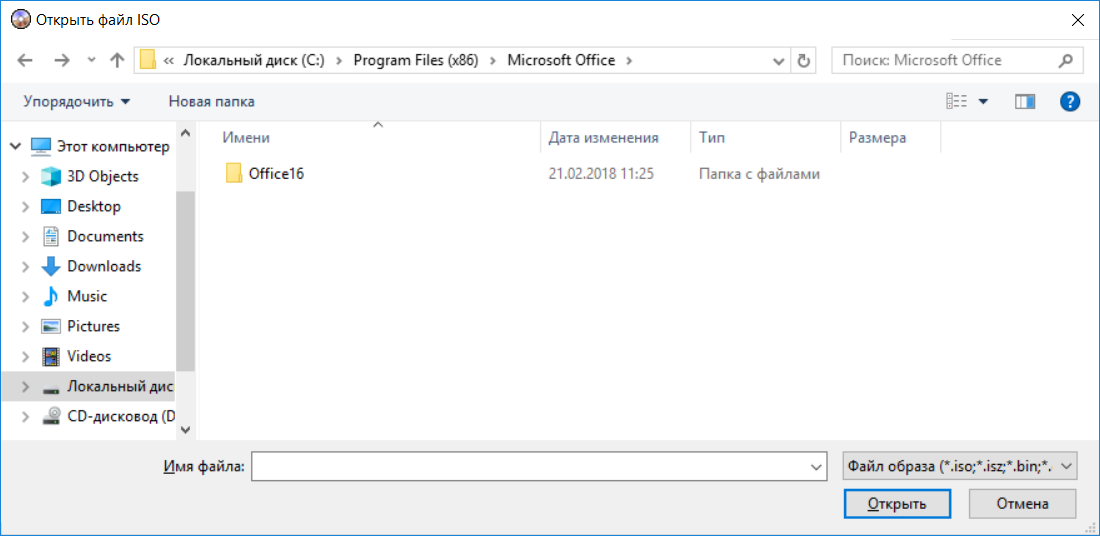 Открыть файл ISO
« Локальный диск (C:) › Program Files (x86) › Microsoft Office ›
Поиск: Microsoft Office
Упорядочить
Новая папка
?
Этот компьютер
3D Objects
Desktop
Documents
Downloads
Music
Pictures
Videos
Локальный дис
CD-дисковод (D
Имени
Дата изменения
Тип
Размера
Office16
21.02.2018 11:25
Папка с файлами
Имя файла:
Файл образа (*.iso;*.isz;*.bin;*.
Открыть
Отмена